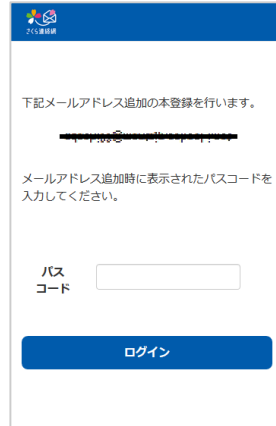 さくら連絡網
下記メールアドレス追加の本登録を行います。
メールアドレス追加時に表示されたパスコードを
入力してください。
パス
コード
ログイン